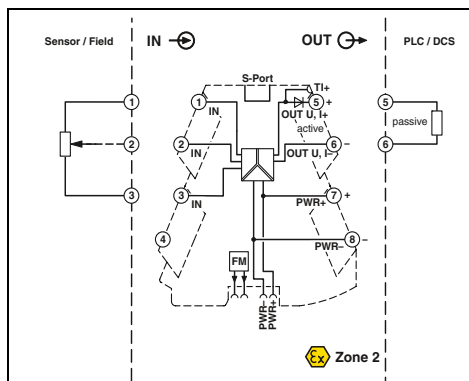 Sensor / Field
IN
OUT
PLC / DCS
S-Port
TI+
1
1
5
+
5
IN
OUT U, I+
active
passive
2
2
6
–
6
IN
OUT U, I–
3
3
7
+
IN
PWR+
4
8
–
PWR–
FM
PWR–
PWR+
Ex
Zone 2